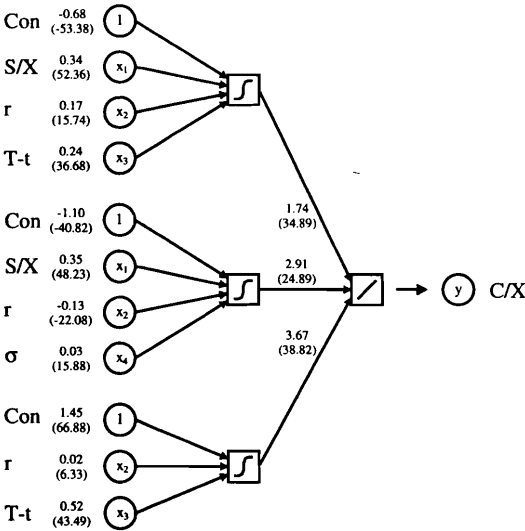 Con -0.68 (-53.38) 1
S/X 0.34 (52.36) x₁
r 0.17 (15.74) x₂
T-t 0.24 (36.68) x₃
1.74
(34.89)
Con -1.10 (-40.82) 1
S/X 0.35 (48.23) x₁
r -0.13 (-22.08) x₂
σ 0.03 (15.88) x₄
2.91
(24.89)
y C/X
3.67
(38.82)
Con 1.45 (66.88) 1
r 0.02 (6.33) x₂
T-t 0.52 (43.49) x₃